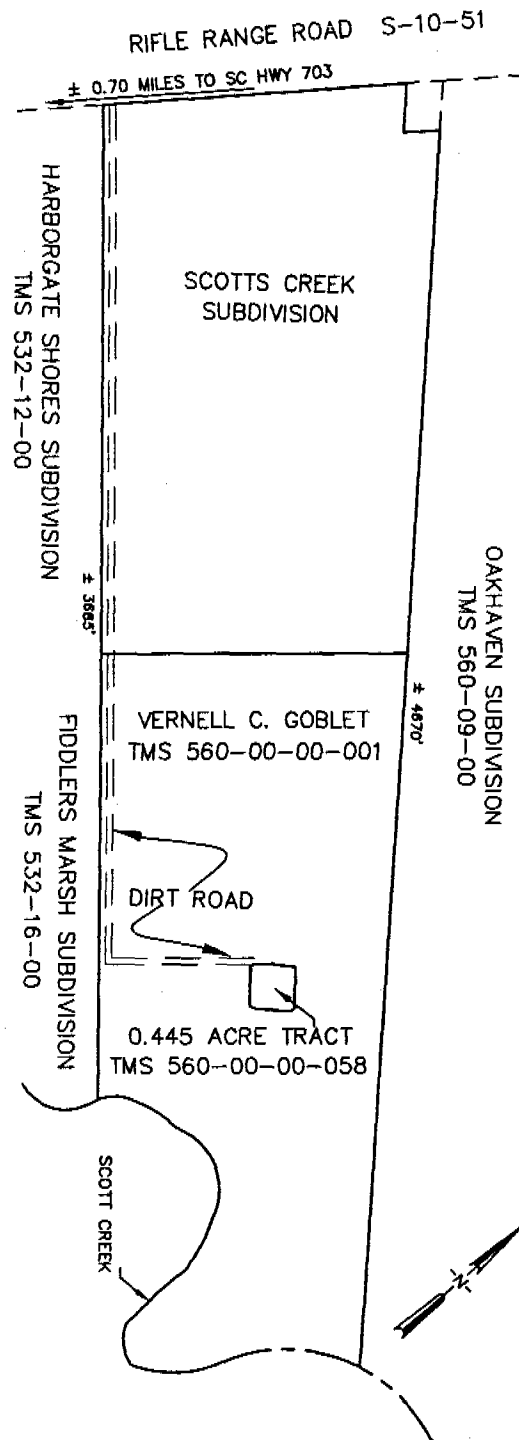 RIFLE RANGE ROAD S-10-51
± 0.70 MILES TO SC HWY 703
HARBORGATE SHORES SUBDIVISION
TMS 532-12-00
SCOTTS CREEK
SUBDIVISION
OAKHAVEN SUBDIVISION
TMS 560-09-00
± 3665'
± 4670'
VERNELL C. GOBLET
TMS 560-00-00-001
FIDDLERS MARSH SUBDIVISION
TMS 532-16-00
DIRT ROAD
0.445 ACRE TRACT
TMS 560-00-00-058
SCOTT CREEK
N